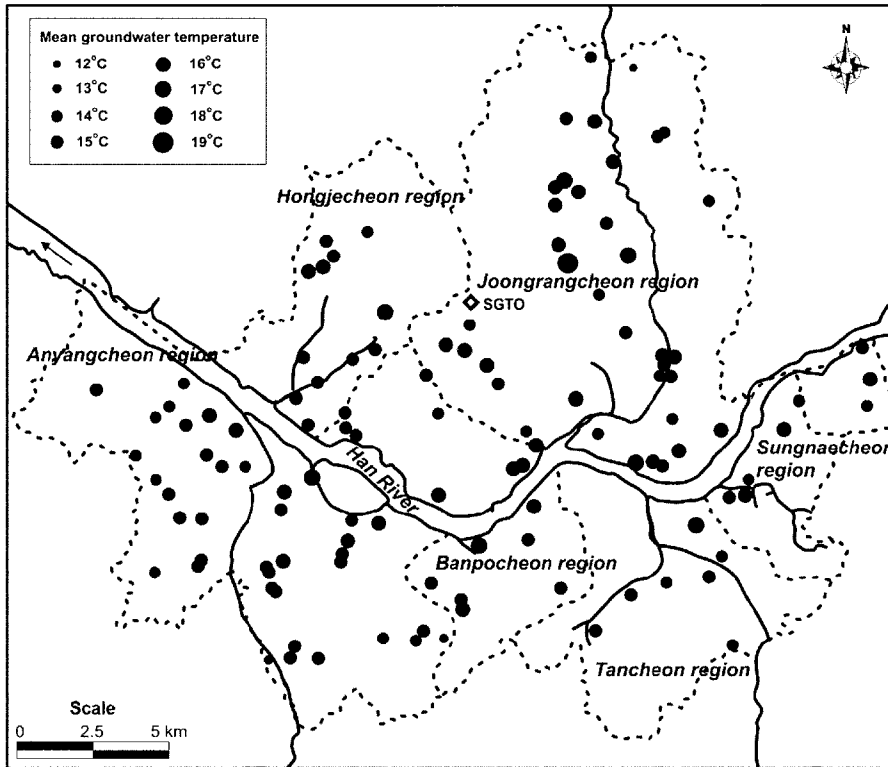 Mean groundwater temperature
12°C
16°C
13°C
17°C
14°C
18°C
15°C
19°C
N
Hongjecheon region
Joongrangcheon region
SGTO
Anyangcheon region
Han River
Sungnaecheon
region
Banpocheon region
Tancheon region
Scale
0 2.5 5 km